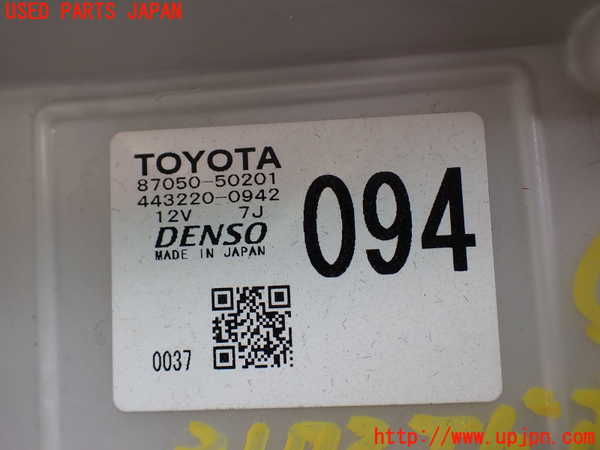 USED PARTS JAPAN
TOYOTA
87050-50201
443220-0942
12V 7J
DENSO
MADE IN JAPAN
094
0037
http://www.upjpn.com/